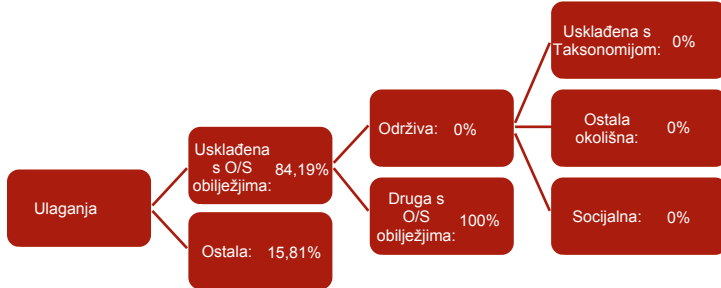 Ulaganja
Usklađena
s O/S
obilježjima: 84,19%
Ostala: 15,81%
Održiva: 0%
Druga s
O/S
obilježjima: 100%
Usklađena s
Taksonomijom: 0%
Ostala
okolišna: 0%
Socijalna: 0%